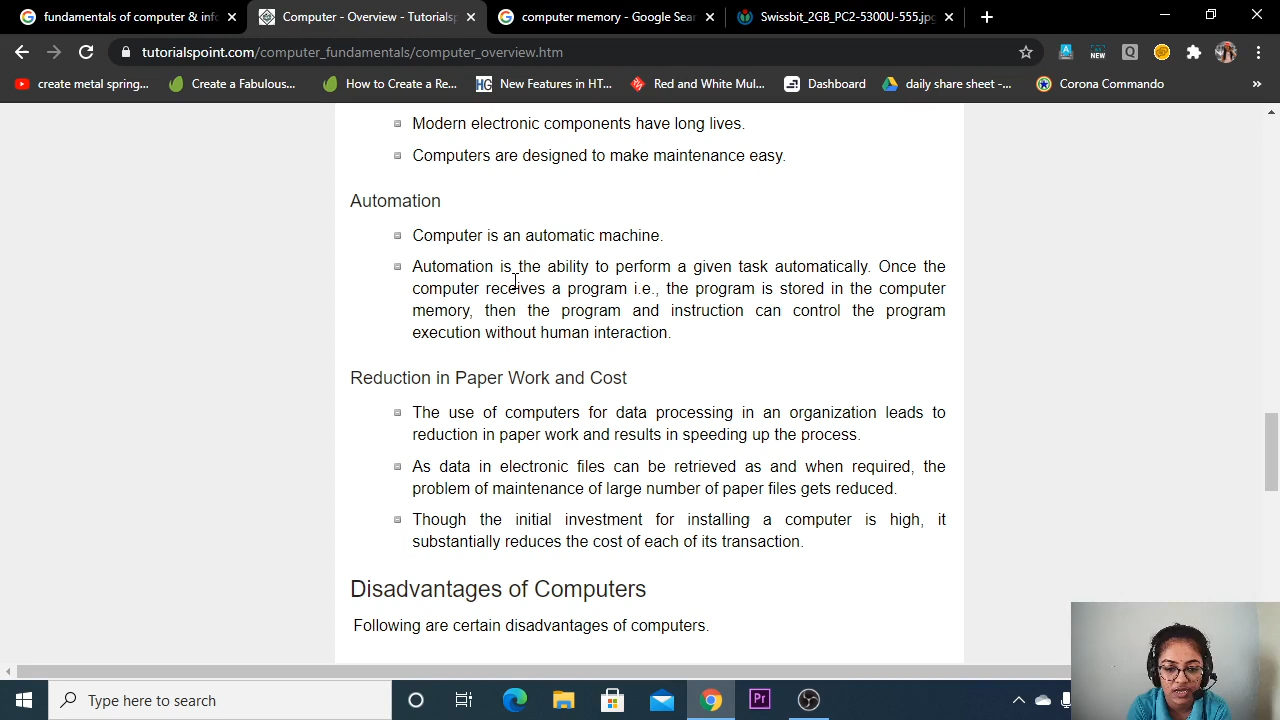 fundamentals of computer & info
Computer - Overview - Tutorialsp
computer memory - Google Sear
Swissbit_2GB_PC2-5300U-555.jpg
tutorialspoint.com/computer_fundamentals/computer_overview.htm
NEW
create metal spring...
Create a Fabulous...
How to Create a Re...
HG New Features in HT...
Red and White Mul...
Dashboard
daily share sheet -...
Corona Commando
Modern electronic components have long lives.
Computers are designed to make maintenance easy.
Automation
Computer is an automatic machine.
Automation is the ability to perform a given task automatically. Once the
computer receives a program i.e., the program is stored in the computer
memory, then the program and instruction can control the program
execution without human interaction.
Reduction in Paper Work and Cost
The use of computers for data processing in an organization leads to
reduction in paper work and results in speeding up the process.
As data in electronic files can be retrieved as and when required, the
problem of maintenance of large number of paper files gets reduced.
Though the initial investment for installing a computer is high, it
substantially reduces the cost of each of its transaction.
Disadvantages of Computers
Following are certain disadvantages of computers.
Type here to search
Pr